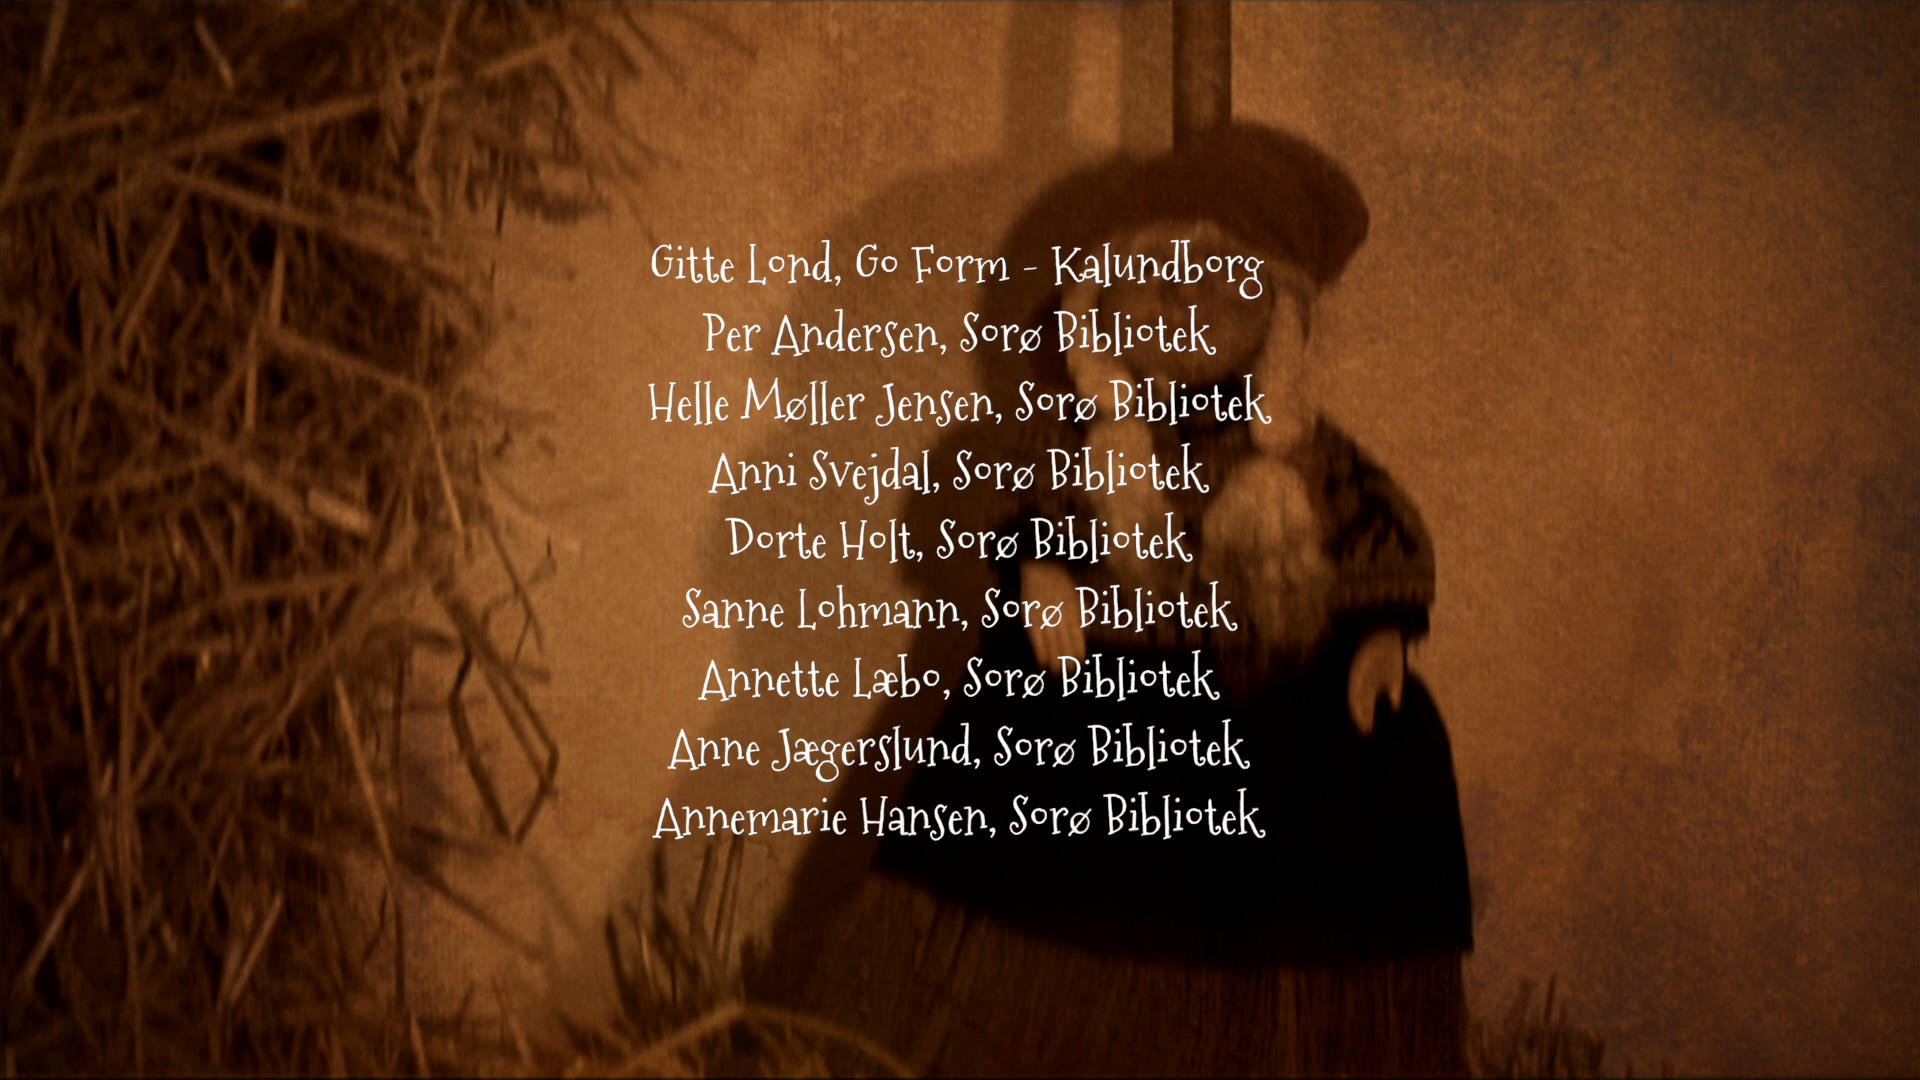 Gitte Lond, Go Form - Kalundborg
Per Andersen, Sorø Bibliotek
Helle Møller Jensen, Sorø Bibliotek
Anni Svejdal, Sorø Bibliotek
Dorte Holt, Sorø Bibliotek
Sanne Lohmann, Sorø Bibliotek
Annette Læbo, Sorø Bibliotek
Anne Jægerslund, Sorø Bibliotek
Annemarie Hansen, Sorø Bibliotek